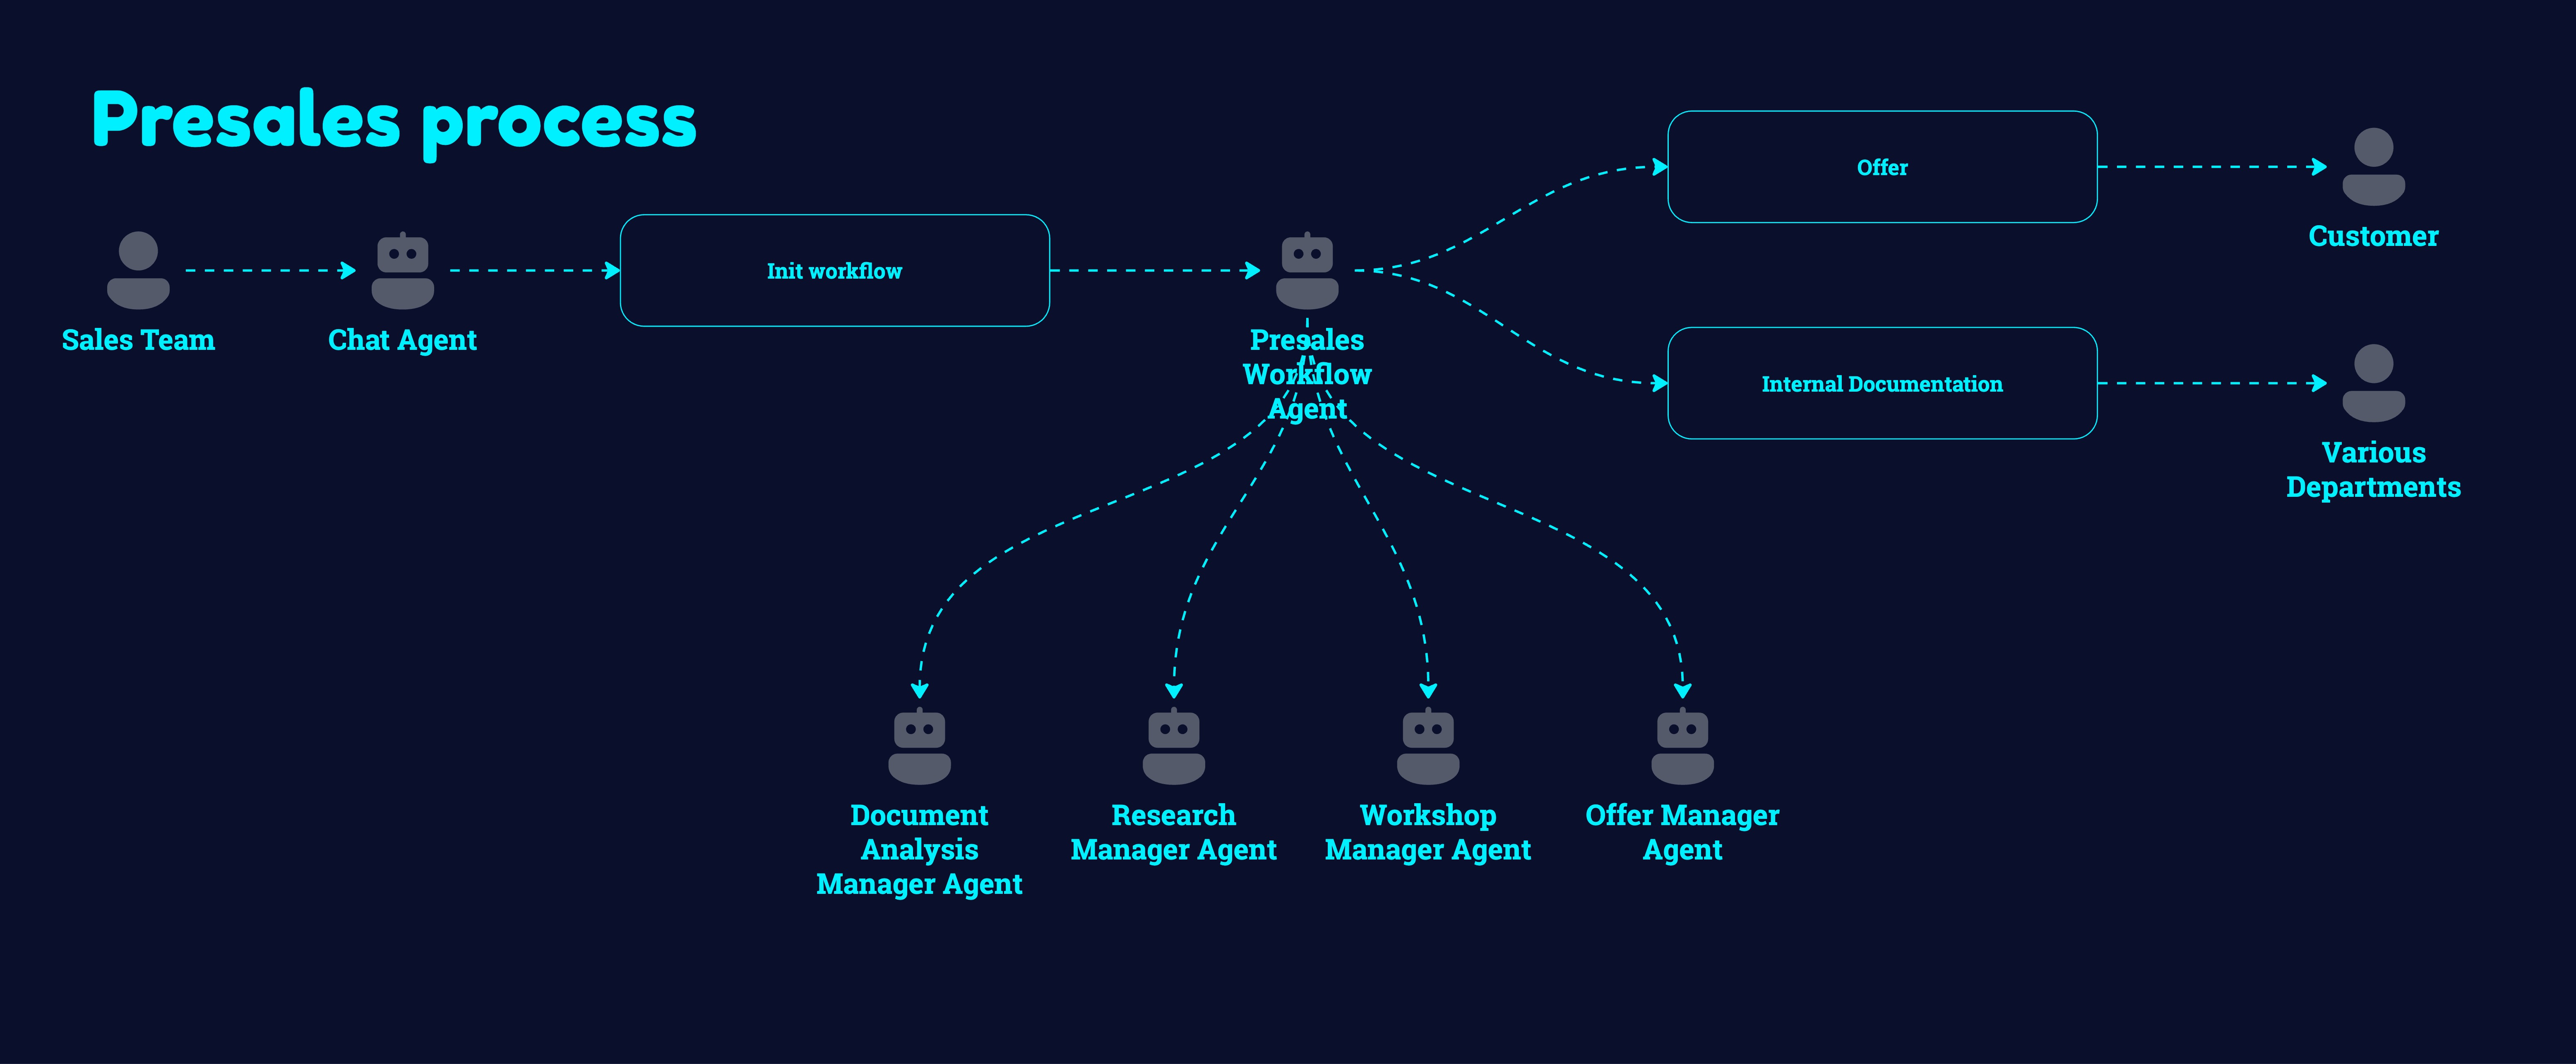 Presales process
Sales Team
Chat Agent
Init workflow
Presales
Workflow
Agent
Offer
Customer
Internal Documentation
Various
Departments
Document
Analysis
Manager Agent
Research
Manager Agent
Workshop
Manager Agent
Offer Manager
Agent